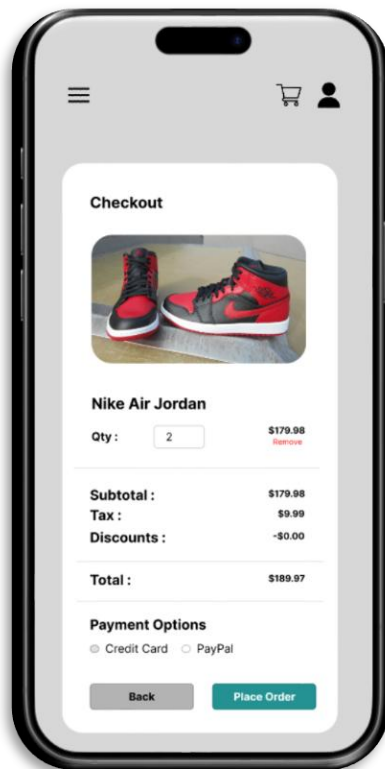 Checkout
Nike Air Jordan
Qty : 2 $179.98
Remove
Subtotal : $179.98
Tax : $9.99
Discounts : -$0.00
Total : $189.97
Payment Options
Credit Card PayPal
Back Place Order